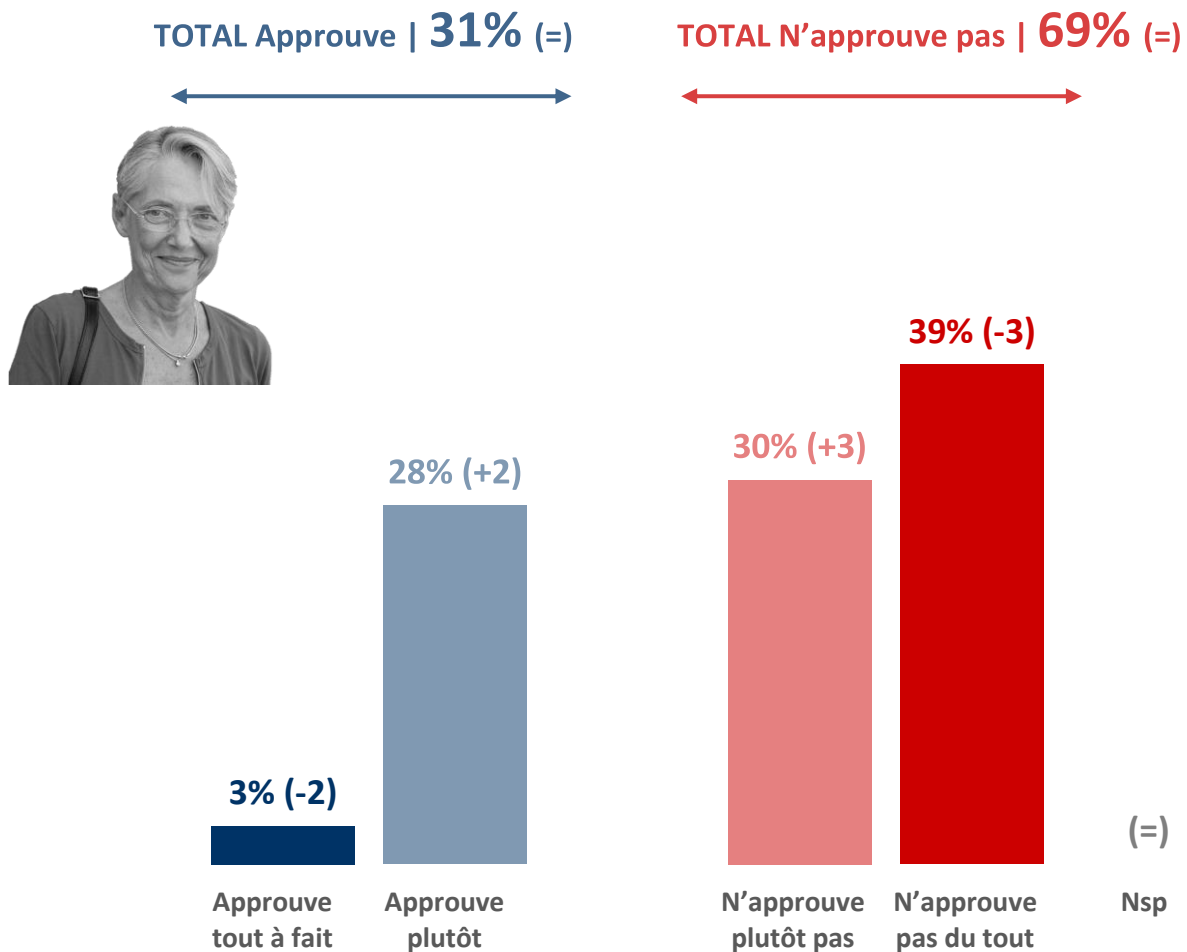 TOTAL Approuve | 31% (=)
TOTAL N’approuve pas | 69% (=)
3% (-2)
28% (+2)
30% (+3)
39% (-3)
(=)
Approuve
tout à fait
Approuve
plutôt
N’approuve
plutôt pas
N’approuve
pas du tout
Nsp